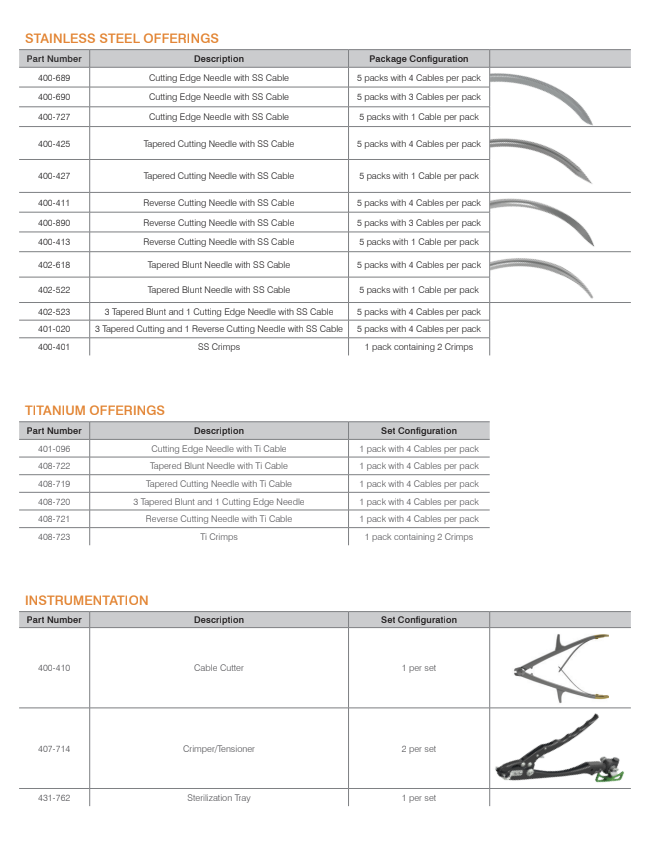 STAINLESS STEEL OFFERINGS
Part Number Description Package Configuration
400-689 Cutting Edge Needle with SS Cable 5 packs with 4 Cables per pack
400-690 Cutting Edge Needle with SS Cable 5 packs with 3 Cables per pack
400-727 Cutting Edge Needle with SS Cable 5 packs with 1 Cable per pack
400-425 Tapered Cutting Needle with SS Cable 5 packs with 4 Cables per pack
400-427 Tapered Cutting Needle with SS Cable 5 packs with 1 Cable per pack
400-411 Reverse Cutting Needle with SS Cable 5 packs with 4 Cables per pack
400-890 Reverse Cutting Needle with SS Cable 5 packs with 3 Cables per pack
400-413 Reverse Cutting Needle with SS Cable 5 packs with 1 Cable per pack
402-618 Tapered Blunt Needle with SS Cable 5 packs with 4 Cables per pack
402-522 Tapered Blunt Needle with SS Cable 5 packs with 1 Cable per pack
402-523 3 Tapered Blunt and 1 Cutting Edge Needle with SS Cable 5 packs with 4 Cables per pack
401-020 3 Tapered Cutting and 1 Reverse Cutting Needle with SS Cable 5 packs with 4 Cables per pack
400-401 SS Crimps 1 pack containing 2 Crimps
TITANIUM OFFERINGS
Part Number Description Set Configuration
401-096 Cutting Edge Needle with Ti Cable 1 pack with 4 Cables per pack
408-722 Tapered Blunt Needle with Ti Cable 1 pack with 4 Cables per pack
408-719 Tapered Cutting Needle with Ti Cable 1 pack with 4 Cables per pack
408-720 3 Tapered Blunt and 1 Cutting Edge Needle 1 pack with 4 Cables per pack
408-721 Reverse Cutting Needle with Ti Cable 1 pack with 4 Cables per pack
408-723 Ti Crimps 1 pack containing 2 Crimps
INSTRUMENTATION
Part Number Description Set Configuration
400-410 Cable Cutter 1 per set
407-714 Crimper/Tensioner 2 per set
431-762 Sterilization Tray 1 per set